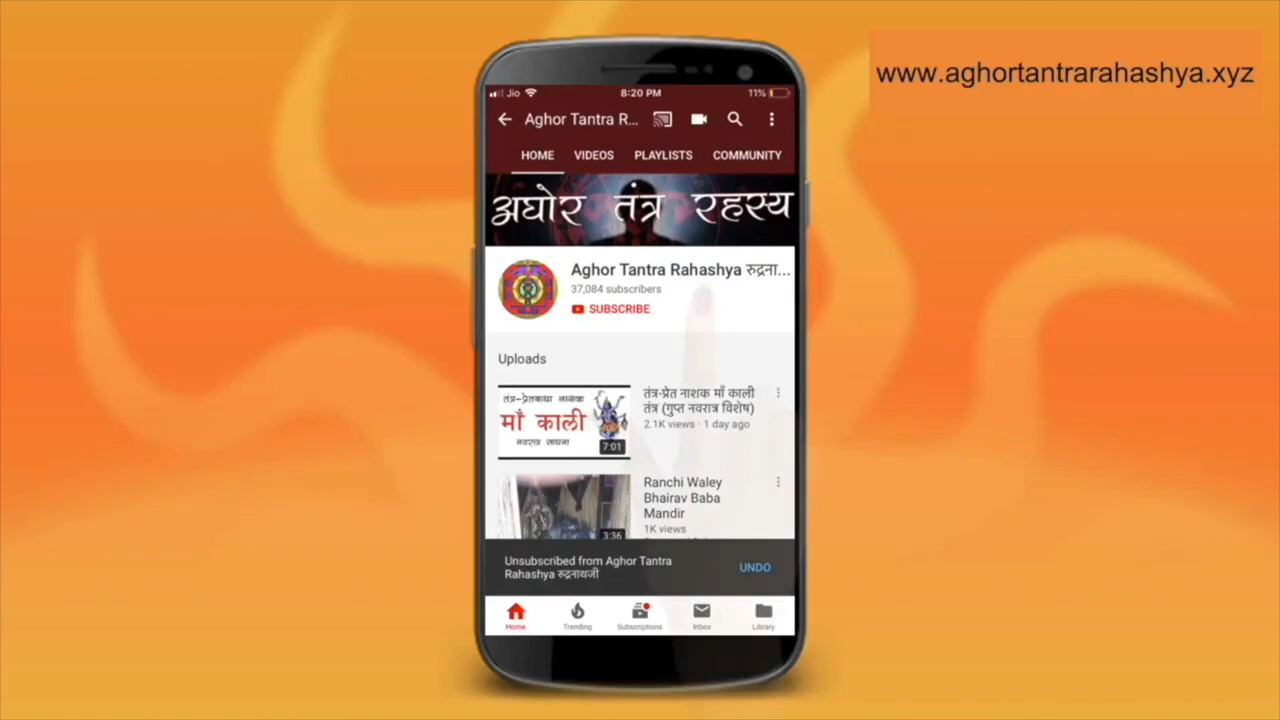 www.aghortantrarahashya.xyz
Jio 8:20 PM 11%
Aghor Tantra R...
HOME VIDEOS PLAYLISTS COMMUNITY
अघोर तंत्र रहस्य
Aghor Tantra Rahashya रुद्रना...
37,084 subscribers
SUBSCRIBE
Uploads
तंत्र-प्रेतबाधा नाशक
माँ काली
नवरात्र साधना
7:01
तंत्र-प्रेत नाशक माँ काली
तंत्र (गुप्त नवरात्र विशेष)
2.1K views · 1 day ago
3:36
Ranchi Waley
Bhairav Baba
Mandir
1K views
Unsubscribed from Aghor Tantra
Rahashya रुद्रनाथजी
UNDO
Home Trending Subscriptions Inbox Library